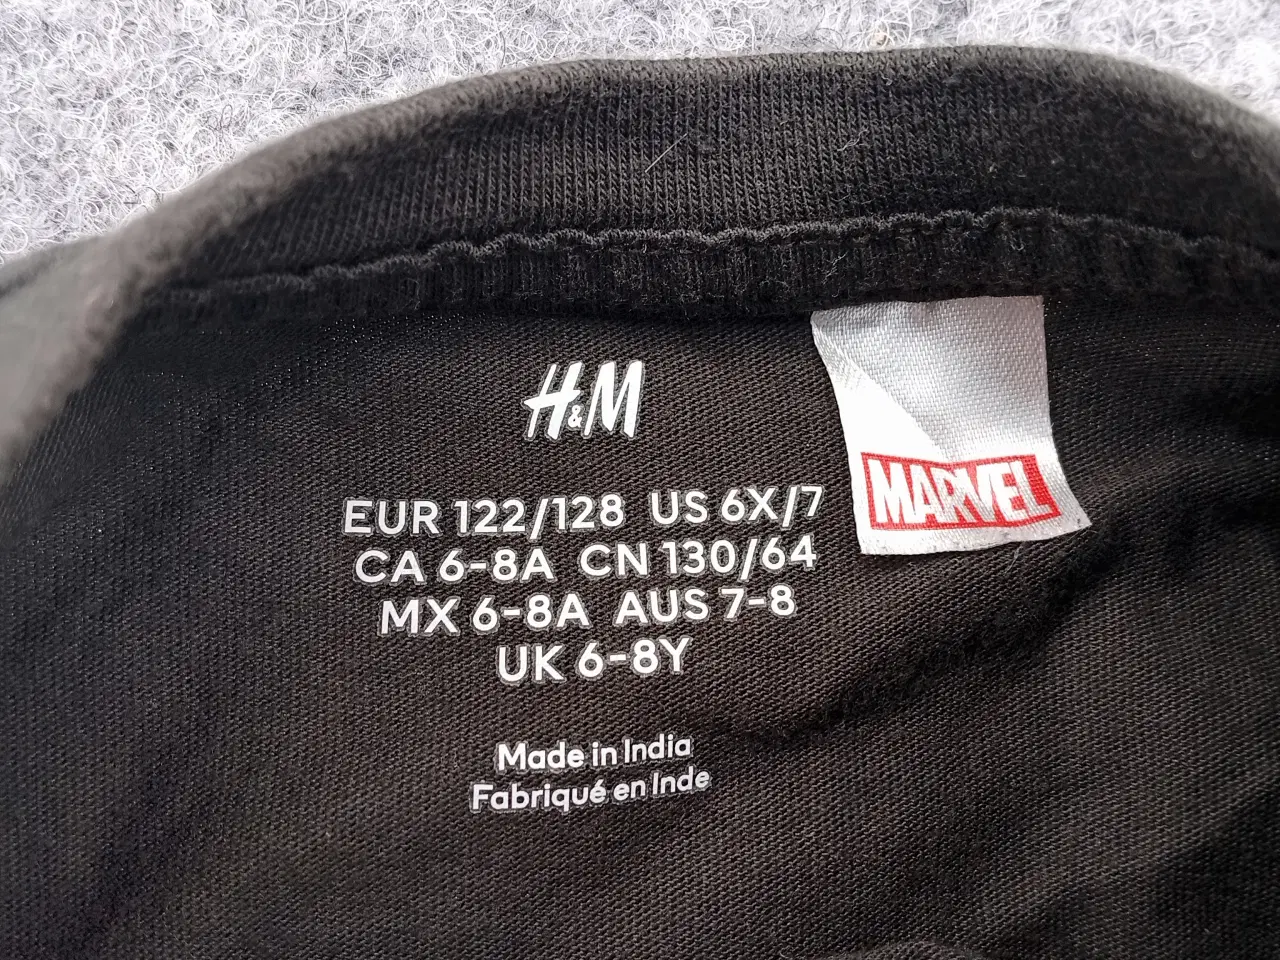 H&M
MARVEL
EUR 122/128 US 6X/7
CA 6-8A CN 130/64
MX 6-8A AUS 7-8
UK 6-8Y
Made in India
Fabriqué en Inde